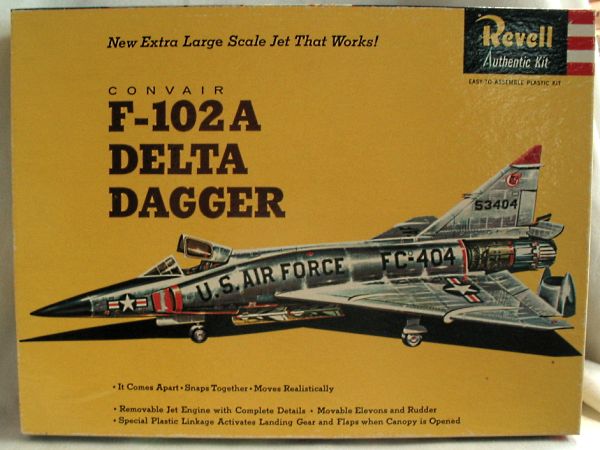 New Extra Large Scale Jet That Works!
Revell
Authentic Kit
EASY-TO-ASSEMBLE PLASTIC KIT
CONVAIR
F-102A
DELTA
DAGGER
53404
U.S. AIR FORCE FC-404
• It Comes Apart • Snaps Together • Moves Realistically
• Removable Jet Engine with Complete Details • Movable Elevons and Rudder
• Special Plastic Linkage Activates Landing Gear and Flaps when Canopy is Opened